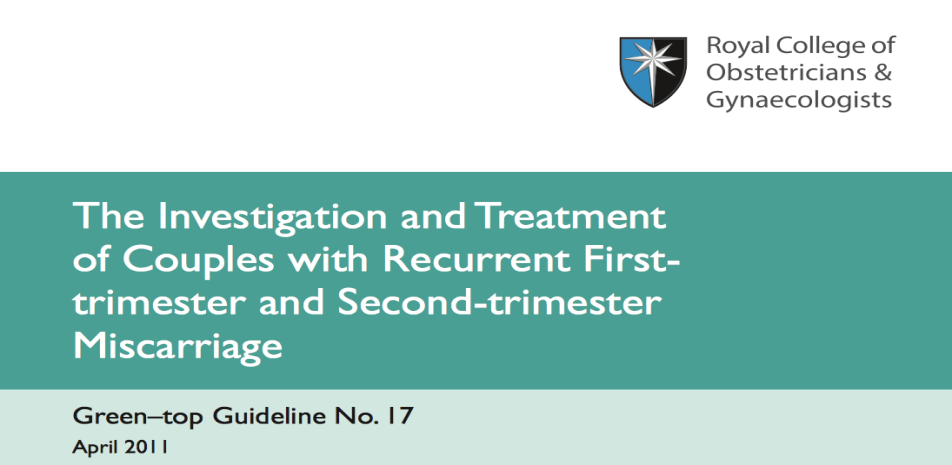 Royal College of
Obstetricians &
Gynaecologists
The Investigation and Treatment
of Couples with Recurrent First-
trimester and Second-trimester
Miscarriage
Green–top Guideline No. 17
April 2011